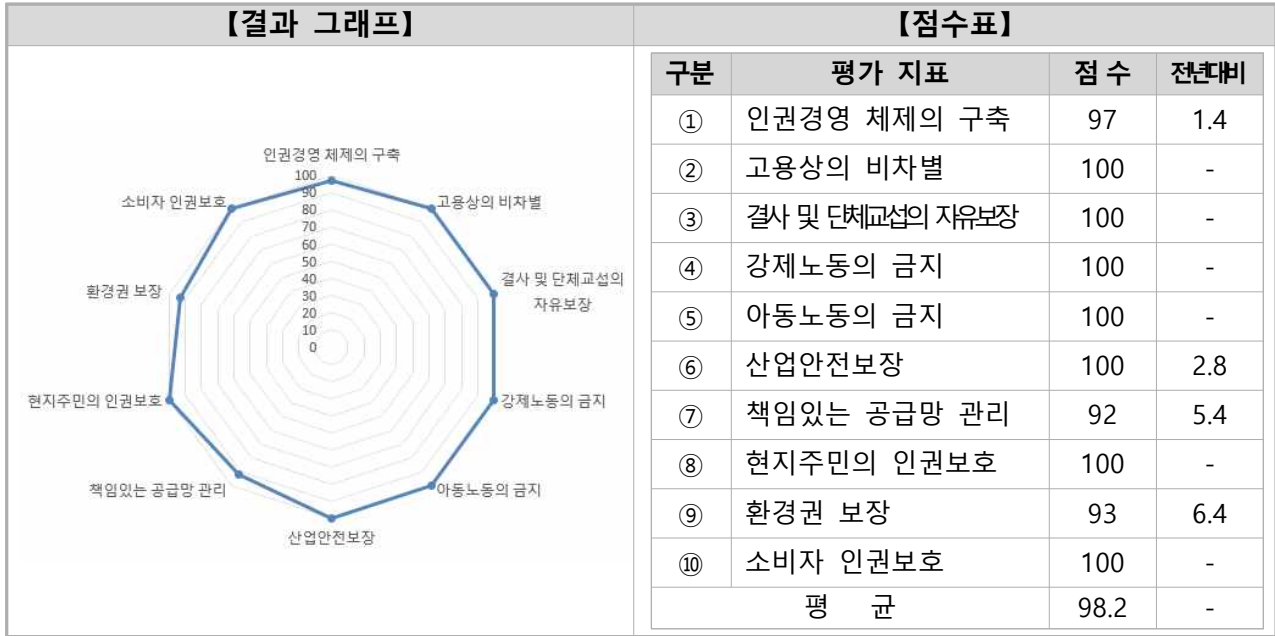 【결과 그래프】
인권경영 체제의 구축
고용상의 비차별
결사 및 단체교섭의
자유보장
강제노동의 금지
아동노동의 금지
산업안전보장
책임있는 공급망 관리
현지주민의 인권보호
환경권 보장
소비자 인권보호
100
90
80
70
60
50
40
30
20
10
0
【점수표】
구분 평가 지표 점 수 전년대비
① 인권경영 체제의 구축 97 1.4
② 고용상의 비차별 100 -
③ 결사 및 단체교섭의 자유보장 100 -
④ 강제노동의 금지 100 -
⑤ 아동노동의 금지 100 -
⑥ 산업안전보장 100 2.8
⑦ 책임있는 공급망 관리 92 5.4
⑧ 현지주민의 인권보호 100 -
⑨ 환경권 보장 93 6.4
⑩ 소비자 인권보호 100 -
평 균 98.2 -